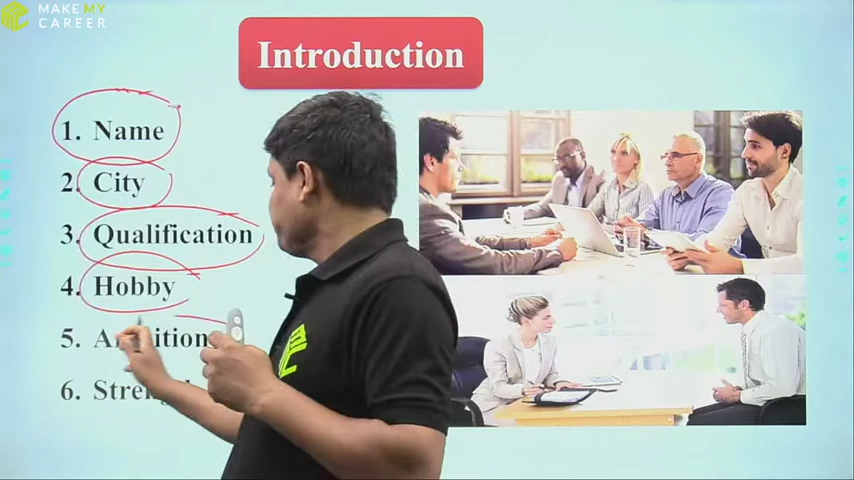 MAKE MY
CAREER
Introduction
1. Name
2. City
3. Qualification
4. Hobby
5.
6.